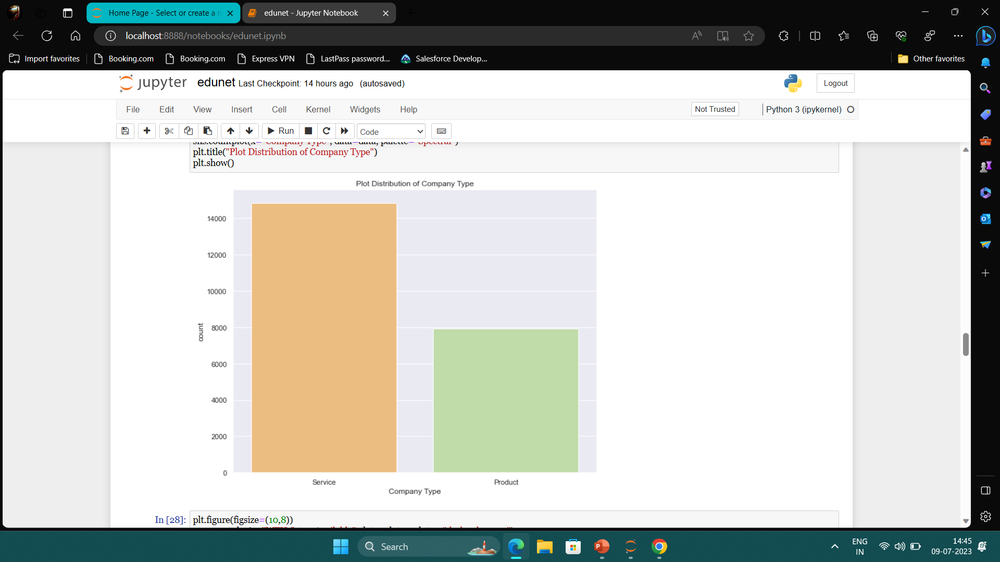 Home Page - Select or create a n
edunet - Jupyter Notebook
localhost:8888/notebooks/edunet.ipynb
Import favorites
Booking.com
Booking.com
Express VPN
LastPass password...
Salesforce Develop...
Other favorites
jupyter edunet Last Checkpoint: 14 hours ago (autosaved)
Logout
File Edit View Insert Cell Kernel Widgets Help
Not Trusted
Python 3 (ipykernel)
Run
Code
sns.countplot(x="Company Type", data=data, palette="Spectral")
plt.title("Plot Distribution of Company Type")
plt.show()
Plot Distribution of Company Type
14000
12000
10000
8000
6000
4000
2000
0
count
Service
Product
Company Type
In [28]: plt.figure(figsize=(10,8))
Search
ENG
IN
14:45
09-07-2023